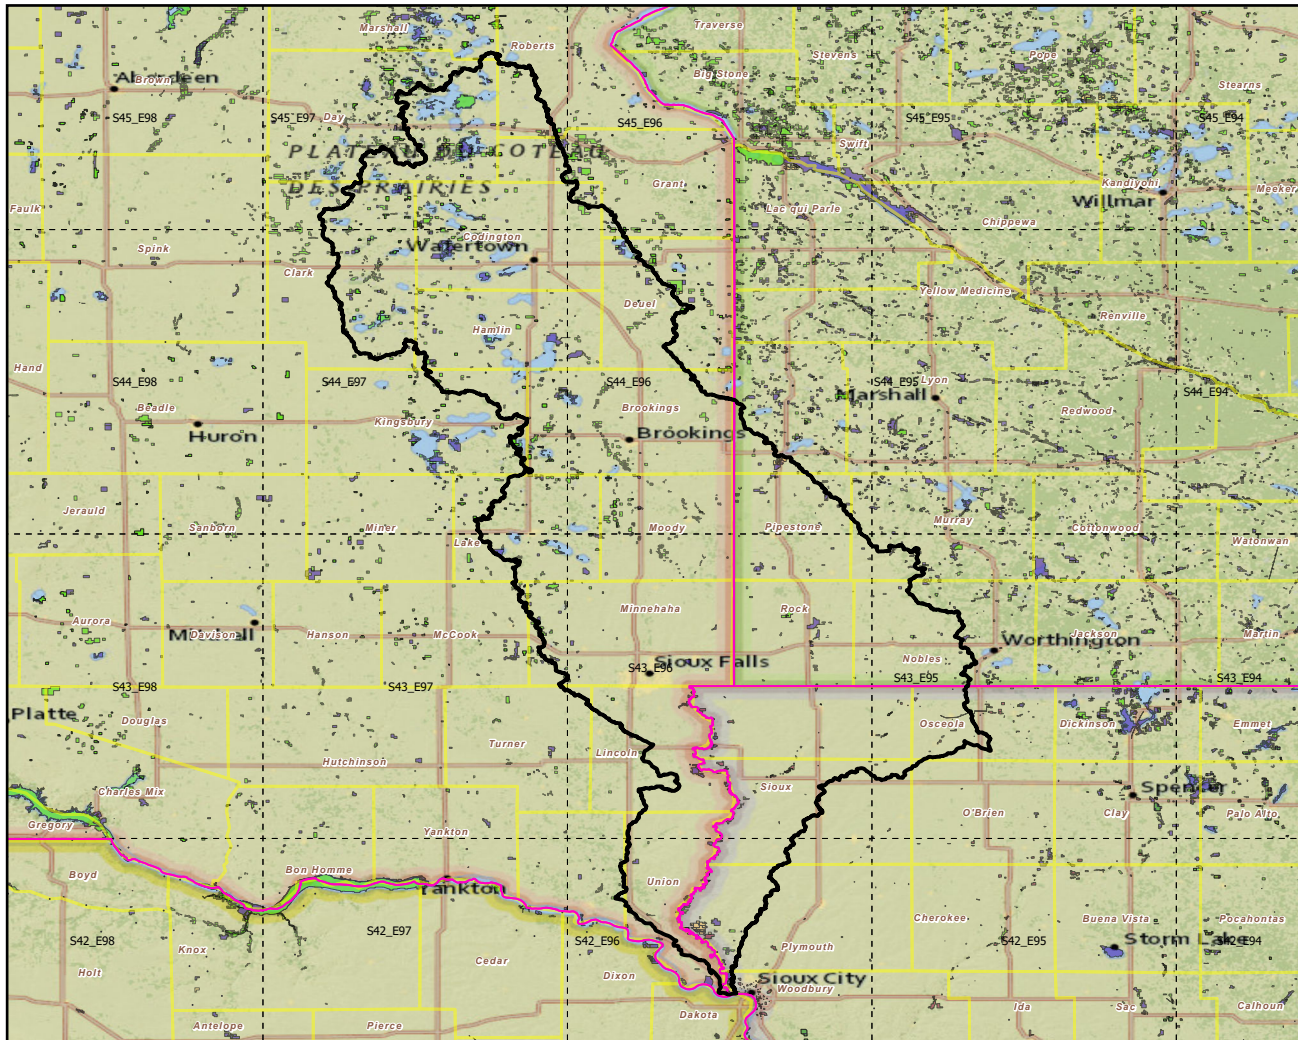 Traverse
Marshall
Roberts
Stevens
Pope
Big Stone
Stearns
Aberdeen
Brown
S45_E98
S45_E97
Day
S45_E96
S45_E95
S45_E94
Swift
PLATEAU DU COTEAU
DES PRAIRIES
Grant
Kandiyohi
Meeker
Willmar
Faulk
Lac qui Parle
Chippewa
Spink
Codington
Watertown
Clark
Yellow Medicine
Deuel
Renville
Hamlin
Hand
S44_E98
S44_E97
S44_E96
S44_E95
Lyon
S44_E94
Marshall
Beadle
Kingsbury
Brookings
Redwood
Huron
Brookings
Jerauld
Sanborn
Miner
Lake
Moody
Pipestone
Murray
Cottonwood
Watonwan
Aurora
Mitchell
Davison
Hanson
McCook
Minnehaha
Rock
Worthington
Jackson
Martin
Sioux Falls
Nobles
S43_E98
S43_E97
S43_E96
S43_E95
S43_E94
Platte
Douglas
Turner
Lincoln
Osceola
Dickinson
Emmet
Hutchinson
Charles Mix
Sioux
Spencer
O'Brien
Clay
Palo Alto
Gregory
Yankton
Boyd
Bon Homme
Yankton
Union
Cherokee
Buena Vista
Pocahontas
S42_E98
Knox
S42_E97
S42_E96
Plymouth
S42_E95
Storm Lake
S42_E94
Holt
Cedar
Dixon
Sioux City
Woodbury
Dakota
Ida
Sac
Calhoun
Antelope
Pierce